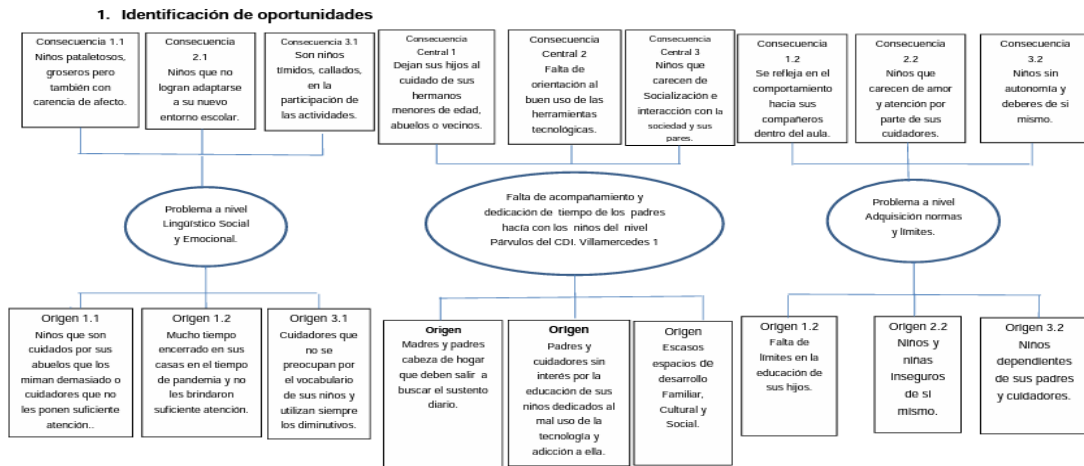 1. Identificación de oportunidades
Consecuencia 1.1
Niños pataletosos,
groseros pero
también con
carencia de afecto.
Consecuencia
2.1
Niños que no
logran adaptarse
a su nuevo
entorno escolar.
Consecuencia 3.1
Son niños
tímidos, callados,
en la
participación de
las actividades.
Consecuencia
Central 1
Dejan sus hijos al
cuidado de sus
hermanos
menores de edad,
abuelos o vecinos.
Consecuencia
Central 2
Falta de
orientación al
buen uso de las
herramientas
tecnológicas.
Consecuencia
Central 3
Niños que
carecen de
Socialización e
interacción con la
sociedad y sus
pares.
Consecuencia
1.2
Se refleja en el
comportamiento
hacia sus
compañeros
dentro del aula.
Consecuencia
2.2
Niños que
carecen de amor
y atención por
parte de sus
cuidadores.
Consecuencia
3.2
Niños sin
autonomía y
deberes de si
mismo.
Problema a nivel
Lingüístico Social
y Emocional.
Falta de acompañamiento y
dedicación de tiempo de los padres
hacía con los niños del nivel
Párvulos del CDI. Villamercedes 1
Problema a nivel
Adquisición normas
y límites.
Origen 1.1
Niños que son
cuidados por sus
abuelos que los
miman demasiado o
cuidadores que no
les ponen suficiente
atención..
Origen 1.2
Mucho tiempo
encerrado en sus
casas en el tiempo
de pandemia y no
les brindaron
suficiente atención.
Origen 3.1
Cuidadores que
no se
preocupan por
el vocabulario
de sus niños y
utilizan siempre
los diminutivos.
Origen
Madres y padres
cabeza de hogar
que deben salir a
buscar el sustento
diario.
Origen
Padres y
cuidadores sin
interés por la
educación de sus
niños dedicados al
mal uso de la
tecnología y
adicción a ella.
Origen
Escasos
espacios de
desarrollo
Familiar,
Cultural y
Social.
Origen 1.2
Falta de
límites en la
educación de
sus hijos.
Origen 2.2
Niños y
niñas
Inseguros
de si
mismo.
Origen 3.2
Niños
dependientes
de sus padres
y cuidadores.